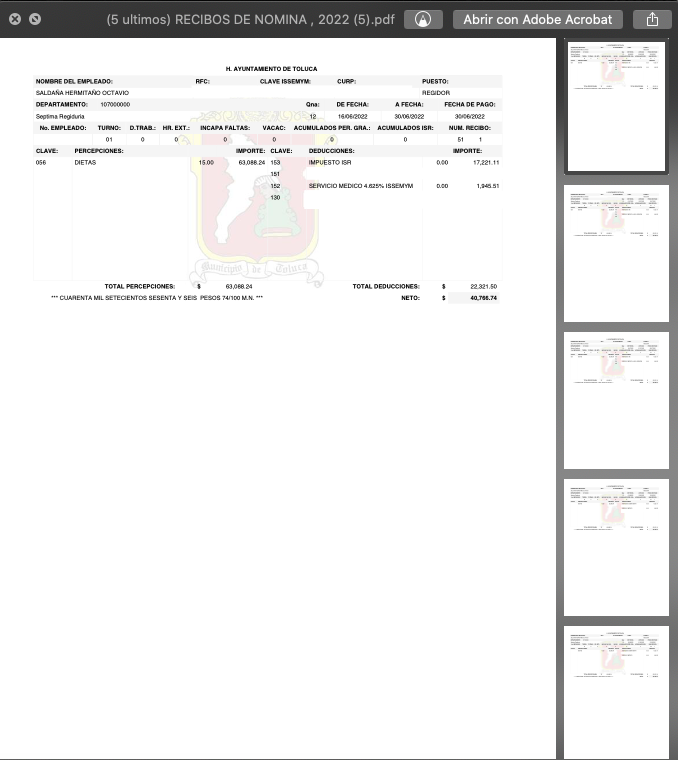 (5 ultimos) RECIBOS DE NOMINA , 2022 (5).pdf
Abrir con Adobe Acrobat
H. AYUNTAMIENTO DE TOLUCA
NOMBRE DEL EMPLEADO: RFC: CLAVE ISSEMYM: CURP: PUESTO:
SALDAÑA HERMITAÑO OCTAVIO REGIDOR
DEPARTAMENTO: 107000000 Qna: DE FECHA: A FECHA: FECHA DE PAGO:
Septima Regiduria 12 16/06/2022 30/06/2022 30/06/2022
No. EMPLEADO: TURNO: D.TRAB.: HR. EXT.: INCAPA FALTAS: VACAC: ACUMULADOS PER. GRA.: ACUMULADOS ISR: NUM. RECIBO:
01 0 0 0 0 0 0 51 1
CLAVE: PERCEPCIONES: IMPORTE: CLAVE: DEDUCCIONES: IMPORTE:
056 DIETAS 15.00 63,088.24 153 IMPUESTO ISR 0.00 17,221.11
151
152 SERVICIO MEDICO 4.625% ISSEMYM 0.00 1,945.51
130
Municipio de Toluca
TOTAL PERCEPCIONES: $ 63,088.24 TOTAL DEDUCCIONES: $ 22,321.50
*** CUARENTA MIL SETECIENTOS SESENTA Y SEIS PESOS 74/100 M.N. *** NETO: $ 40,766.74